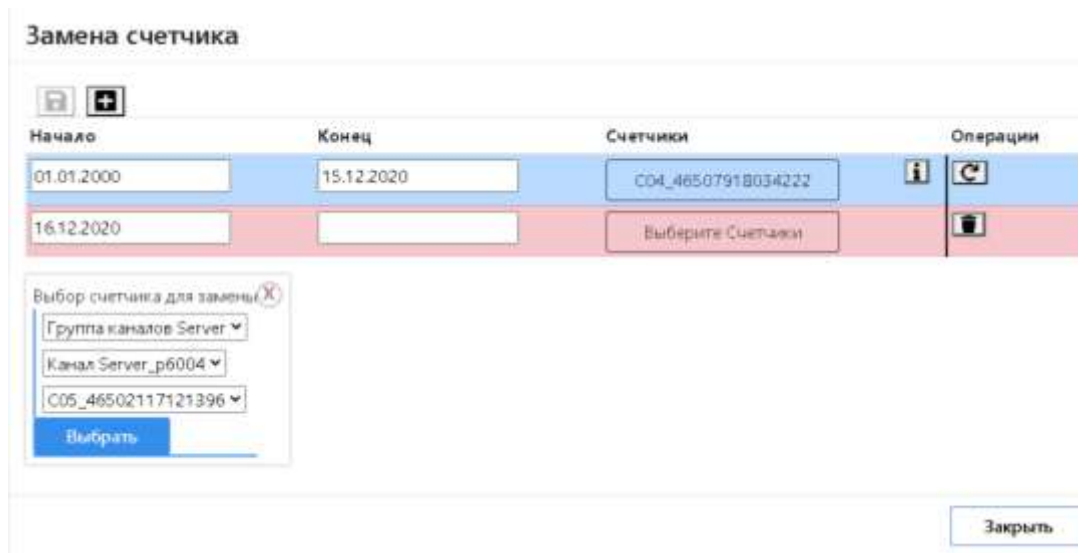 Замена счетчика
Начало Конец Счетчики Операции
01.01.2000 15.12.2020 C04_46507918034222 i
16.12.2020 Выберите Счетчики
Выбор счетчика для замены X
Группа каналов Server
Канал Server_p6004
C05_46502117121396
Выбрать
Закрыть